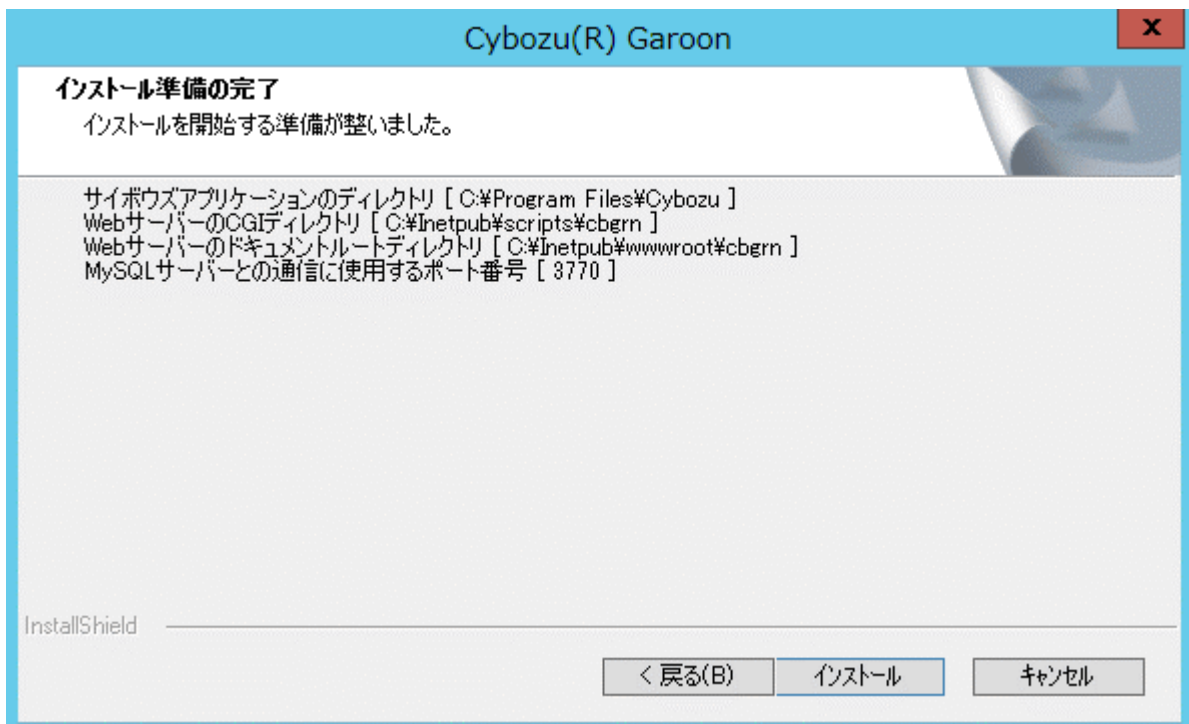 Cybozu(R) Garoon
x
インストール準備の完了
インストールを開始する準備が整いました。
サイボウズアプリケーションのディレクトリ [ C:¥Program Files¥Cybozu ]
WebサーバーのCGIディレクトリ [ C:¥Inetpub¥scripts¥cbgrn ]
Webサーバーのドキュメントルートディレクトリ [ C:¥Inetpub¥wwwroot¥cbgrn ]
MySQLサーバーとの通信に使用するポート番号 [ 3770 ]
InstallShield
< 戻る(B)
インストール
キャンセル